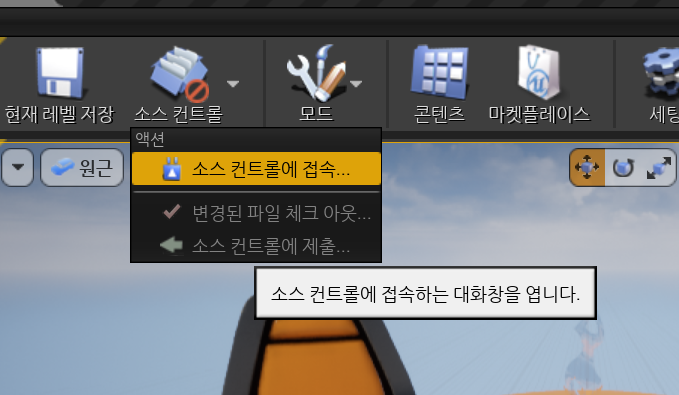 현재 레벨 저장
소스 컨트롤
모드
콘텐츠
마켓플레이스
세팅
액션
원근
소스 컨트롤에 접속...
변경된 파일 체크 아웃...
소스 컨트롤에 제출...
소스 컨트롤에 접속하는 대화창을 엽니다.